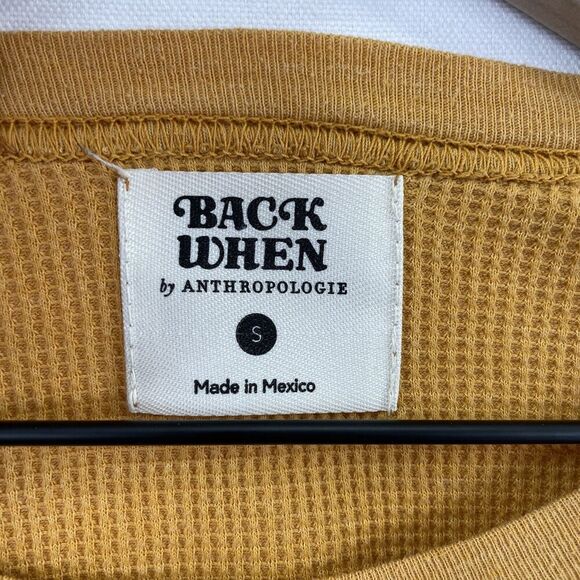 BACK
WHEN
by ANTHROPOLOGIE
S
Made in Mexico